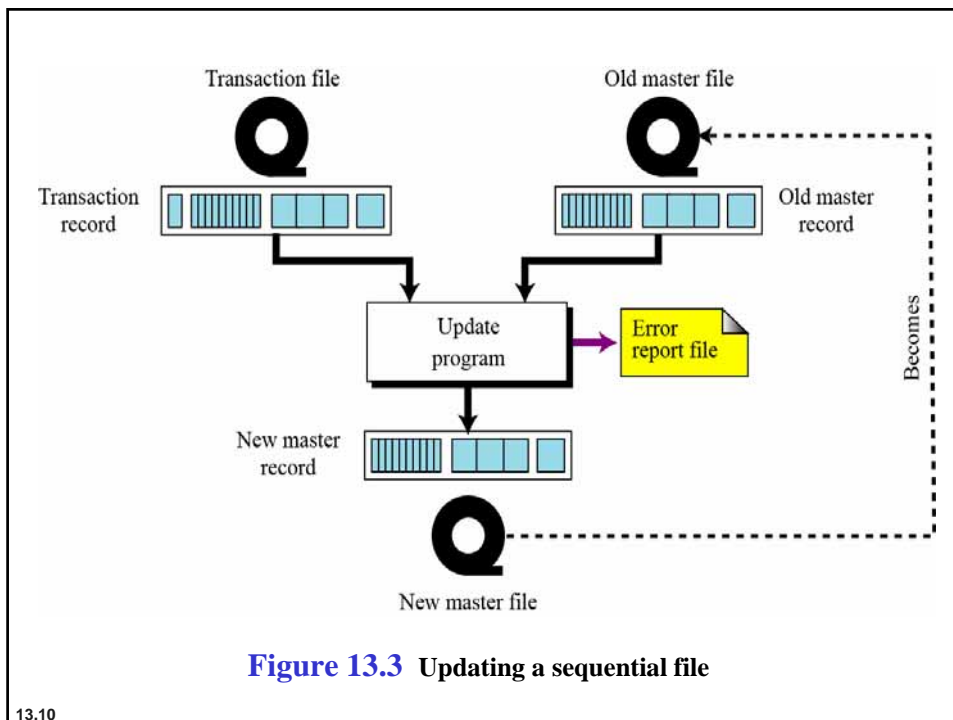 Transaction file
Old master file
Transaction
record
Old master
record
Update
program
Error
report file
Becomes
New master
record
New master file
Figure 13.3 Updating a sequential file
13.10